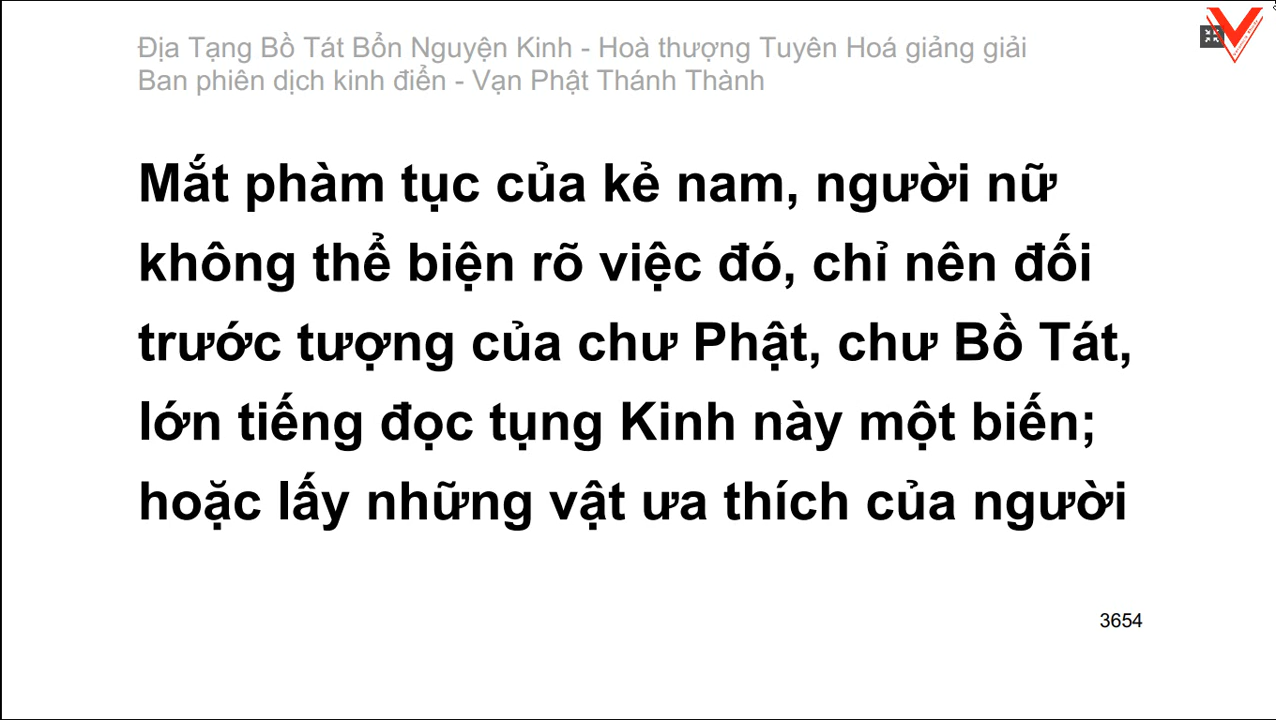 Địa Tạng Bồ Tát Bổn Nguyện Kinh - Hoà thượng Tuyên Hoá giảng giải
Ban phiên dịch kinh điển - Vạn Phật Thánh Thành
Mắt phàm tục của kẻ nam, người nữ
không thể biện rõ việc đó, chỉ nên đối
trước tượng của chư Phật, chư Bồ Tát,
lớn tiếng đọc tụng Kinh này một biến;
hoặc lấy những vật ưa thích của người
3654